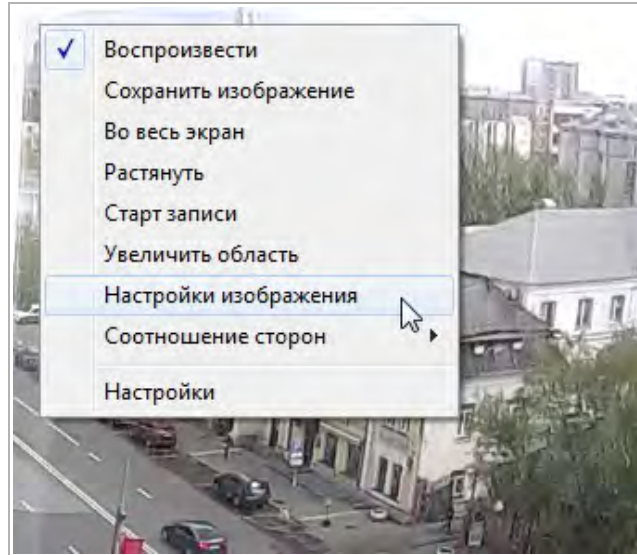 Воспроизвести
Сохранить изображение
Во весь экран
Растянуть
Старт записи
Увеличить область
Настройки изображения
Соотношение сторон
Настройки